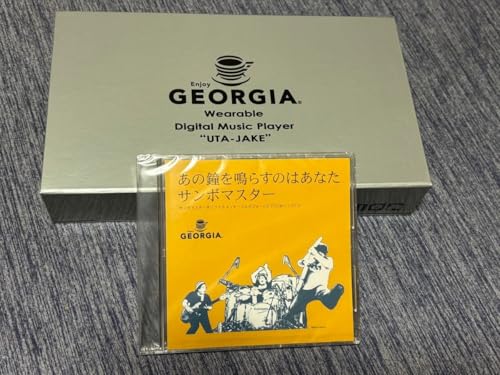 Enjoy
GEORGIA®
Wearable
Digital Music Player
"UTA-JAKE"
あの鐘を鳴らすのはあなた
サンボマスター
GEORGIA®